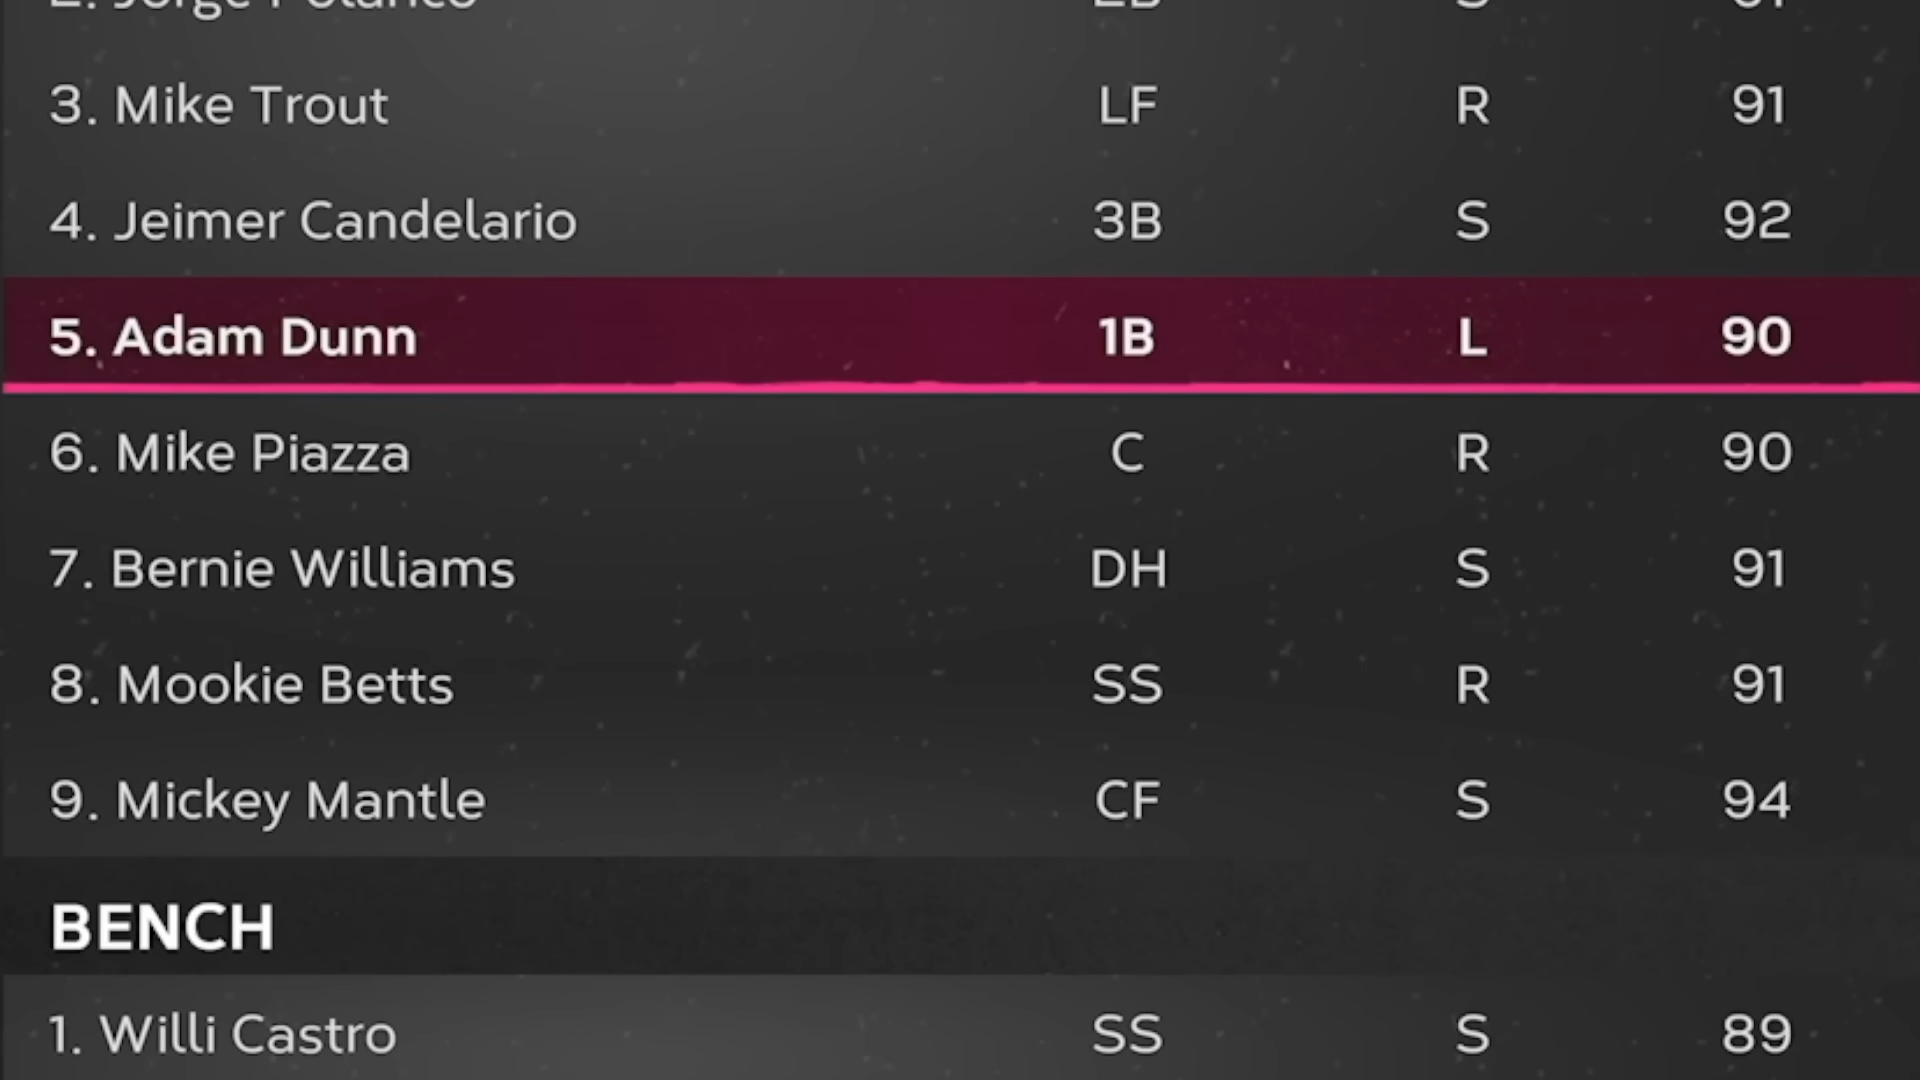 3. Mike Trout LF R 91
4. Jeimer Candelario 3B S 92
5. Adam Dunn 1B L 90
6. Mike Piazza C R 90
7. Bernie Williams DH S 91
8. Mookie Betts SS R 91
9. Mickey Mantle CF S 94
BENCH
1. Willi Castro SS S 89